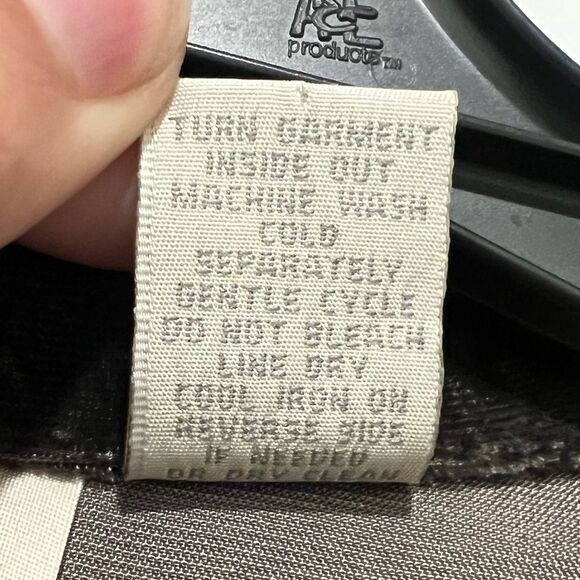 A&E
products™
TURN GARMENT
INSIDE OUT
MACHINE WASH
COLD
SEPARATELY
GENTLE CYCLE
DO NOT BLEACH
LINE DRY
COOL IRON ON
REVERSE SIDE
IF NEEDED
OR DRY CLEAN